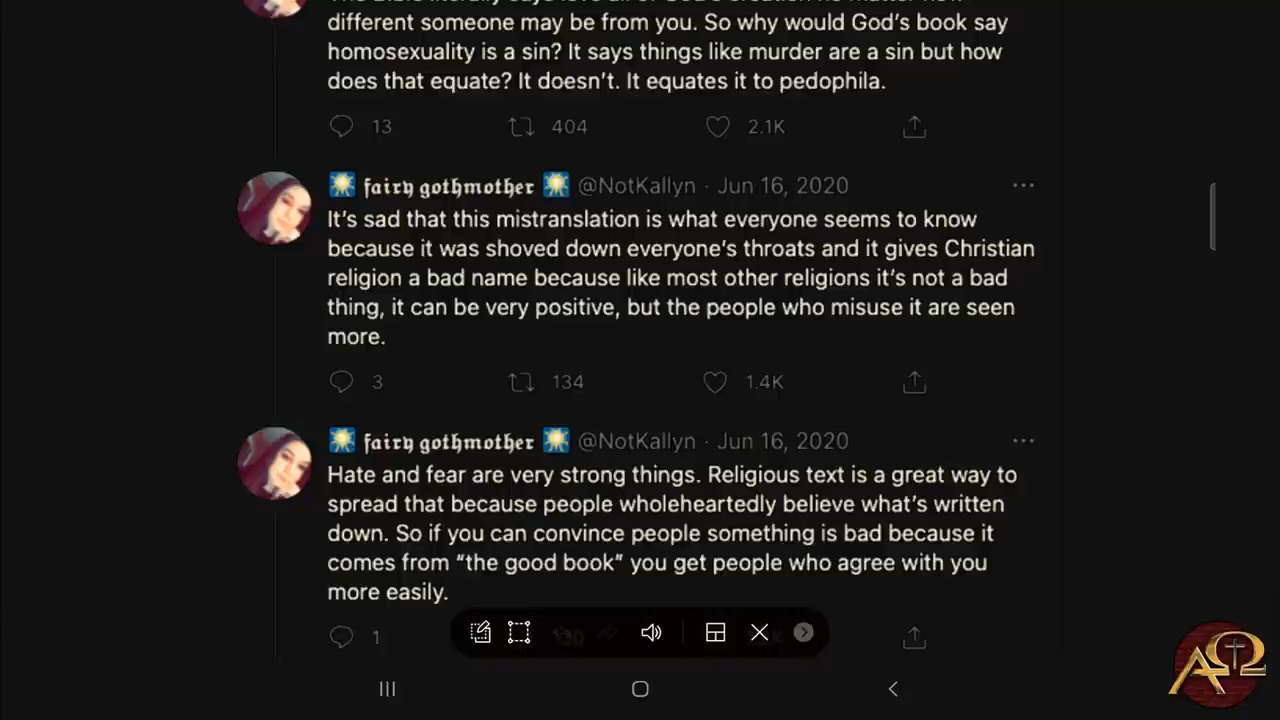 different someone may be from you. So why would God's book say
homosexuality is a sin? It says things like murder are a sin but how
does that equate? It doesn't. It equates it to pedophila.
13 404 2.1K
fairy gothmother @NotKallyn · Jun 16, 2020
It's sad that this mistranslation is what everyone seems to know
because it was shoved down everyone's throats and it gives Christian
religion a bad name because like most other religions it's not a bad
thing, it can be very positive, but the people who misuse it are seen
more.
3 134 1.4K
fairy gothmother @NotKallyn · Jun 16, 2020
Hate and fear are very strong things. Religious text is a great way to
spread that because people wholeheartedly believe what's written
down. So if you can convince people something is bad because it
comes from “the good book” you get people who agree with you
more easily.
1
ΑΩ